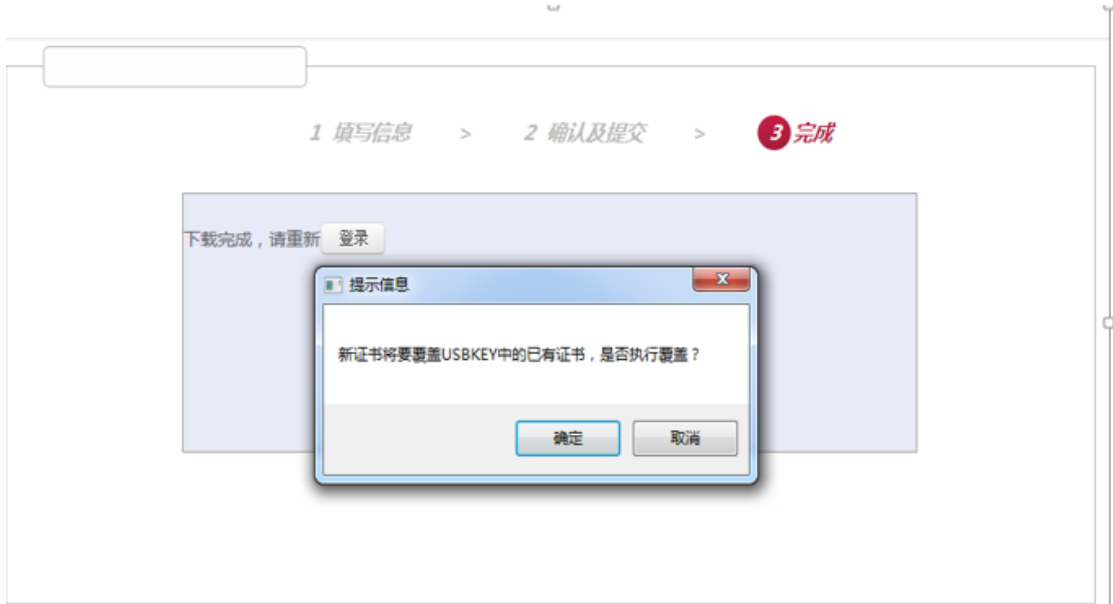 1 填写信息 > 2 确认及提交 > 3 完成
下载完成，请重新 登录
提示信息
新证书将要覆盖USBKEY中的已有证书，是否执行覆盖？
确定 取消